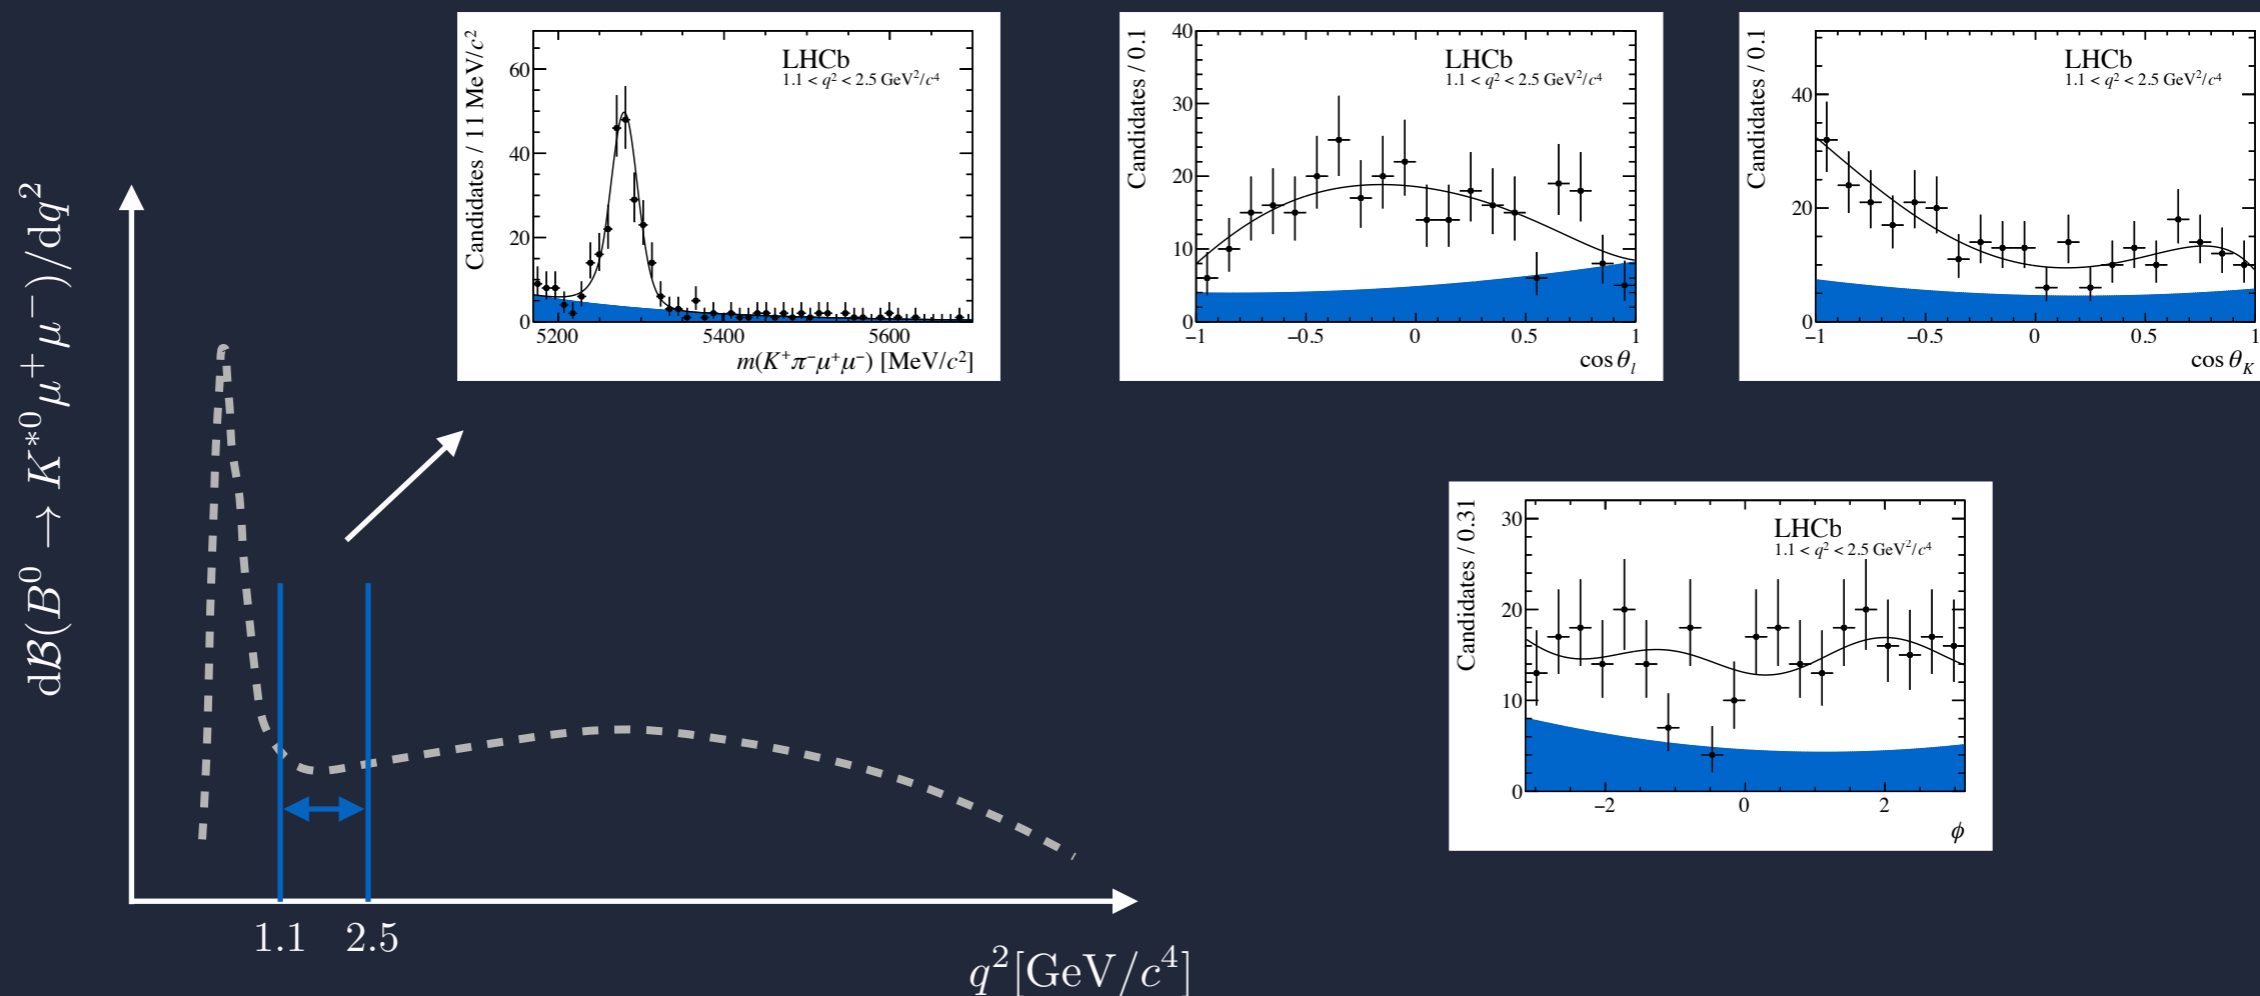 dℬ(B⁰ → K*⁰μ⁺μ⁻)/dq²
1.1 2.5
q²[GeV/c⁴]
Candidates / 11 MeV/c²
LHCb
1.1 < q² < 2.5 GeV²/c⁴
60
40
20
0
5200 5400 5600
m(K⁺π⁻μ⁺μ⁻) [MeV/c²]
Candidates / 0.1
LHCb
1.1 < q² < 2.5 GeV²/c⁴
40
30
20
10
0
−1 −0.5 0 0.5 1
cos θ_l
Candidates / 0.1
LHCb
1.1 < q² < 2.5 GeV²/c⁴
40
20
0
−1 −0.5 0 0.5 1
cos θ_K
Candidates / 0.31
LHCb
1.1 < q² < 2.5 GeV²/c⁴
30
20
10
0
−2 0 2
ϕ